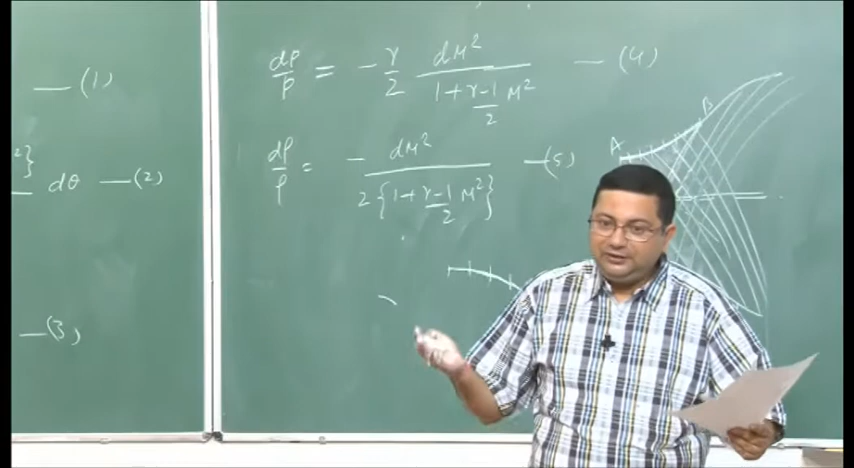 — (1)
2} dθ — (2)
— (3)
dP/P = - γ/2 dM²/(1 + (γ-1)/2 M²) — (4)
dρ/ρ = - dM²/(2{1 + (γ-1)/2 M²}) — (5)
A
B